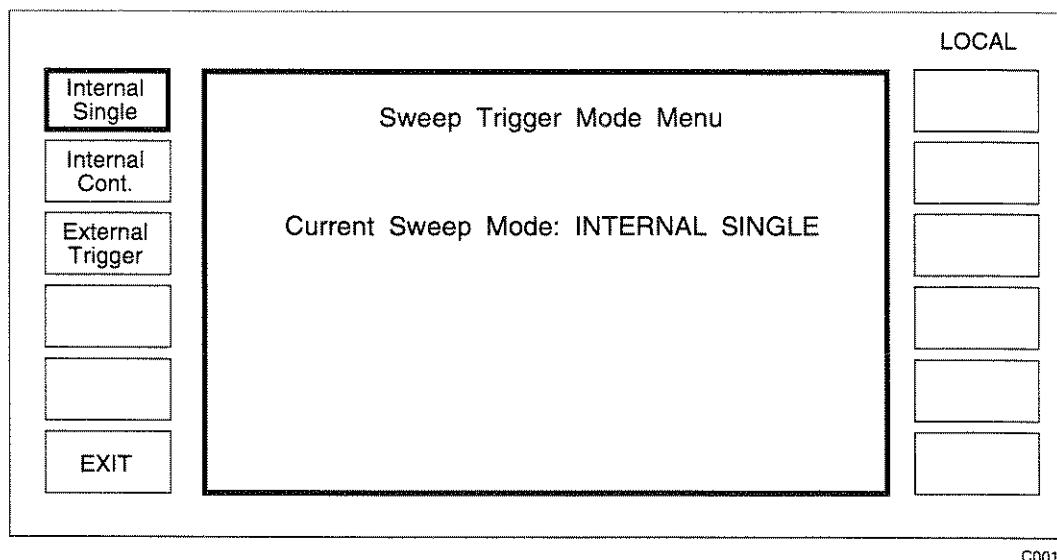 LOCAL
Internal
Single
Sweep Trigger Mode Menu
Internal
Cont.
External
Trigger
Current Sweep Mode: INTERNAL SINGLE
EXIT
C001